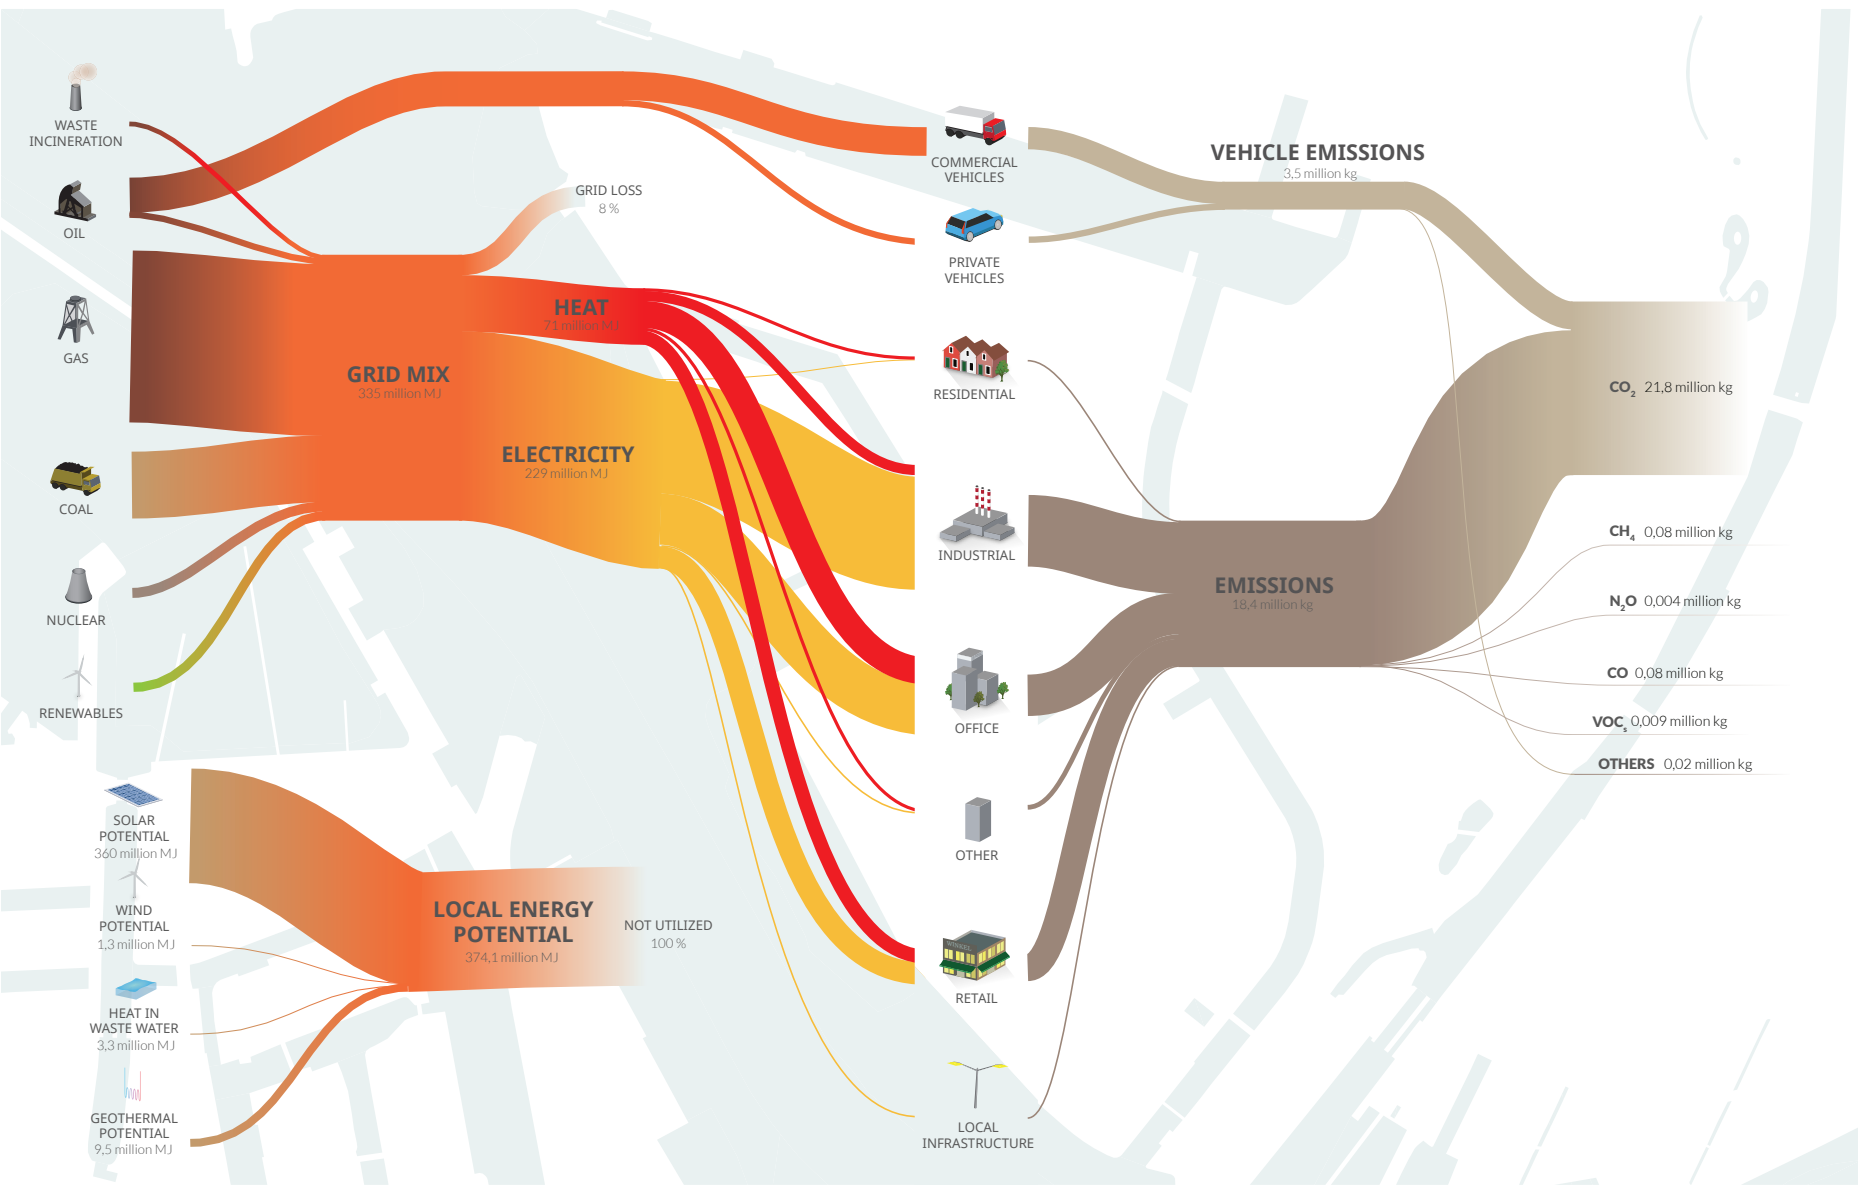 WASTE
INCINERATION
OIL
GAS
COAL
NUCLEAR
RENEWABLES
SOLAR
POTENTIAL
360 million MJ
WIND
POTENTIAL
1,3 million MJ
HEAT IN
WASTE WATER
3,3 million MJ
GEOTHERMAL
POTENTIAL
9,5 million MJ
GRID MIX
335 million MJ
GRID LOSS
8 %
HEAT
71 million MJ
ELECTRICITY
229 million MJ
LOCAL ENERGY
POTENTIAL
374,1 million MJ
NOT UTILIZED
100 %
COMMERCIAL
VEHICLES
PRIVATE
VEHICLES
RESIDENTIAL
INDUSTRIAL
OFFICE
OTHER
WINKEL
RETAIL
LOCAL
INFRASTRUCTURE
VEHICLE EMISSIONS
3,5 million kg
EMISSIONS
18,4 million kg
CO₂ 21,8 million kg
CH₄ 0,08 million kg
N₂O 0,004 million kg
CO 0,08 million kg
VOCₛ 0,009 million kg
OTHERS 0,02 million kg